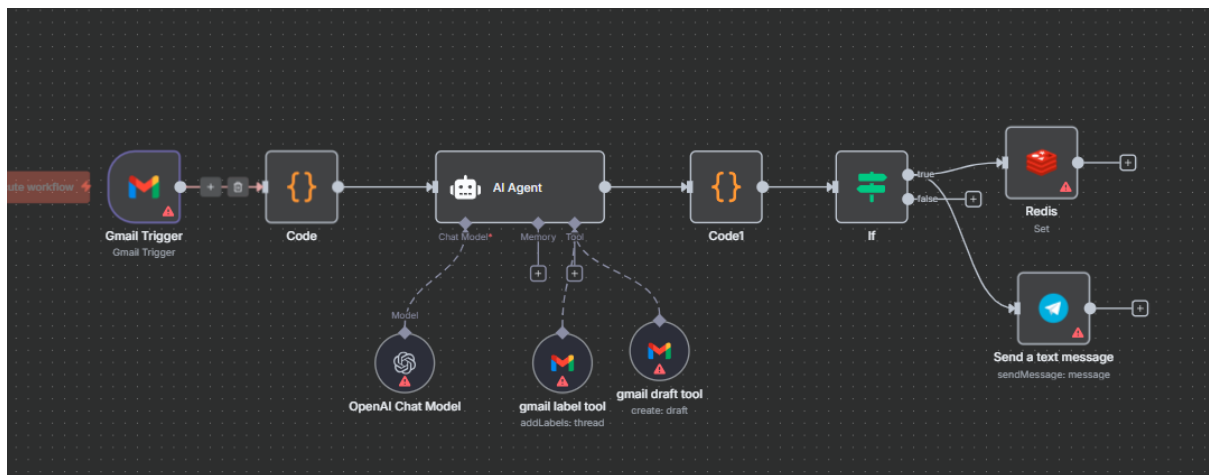 ute workflow
Gmail Trigger
Gmail Trigger
Code
AI Agent
Chat Model*
Memory
Tool
Model
OpenAI Chat Model
gmail label tool
addLabels: thread
gmail draft tool
create: draft
Code1
If
true
false
Redis
Set
Send a text message
sendMessage: message